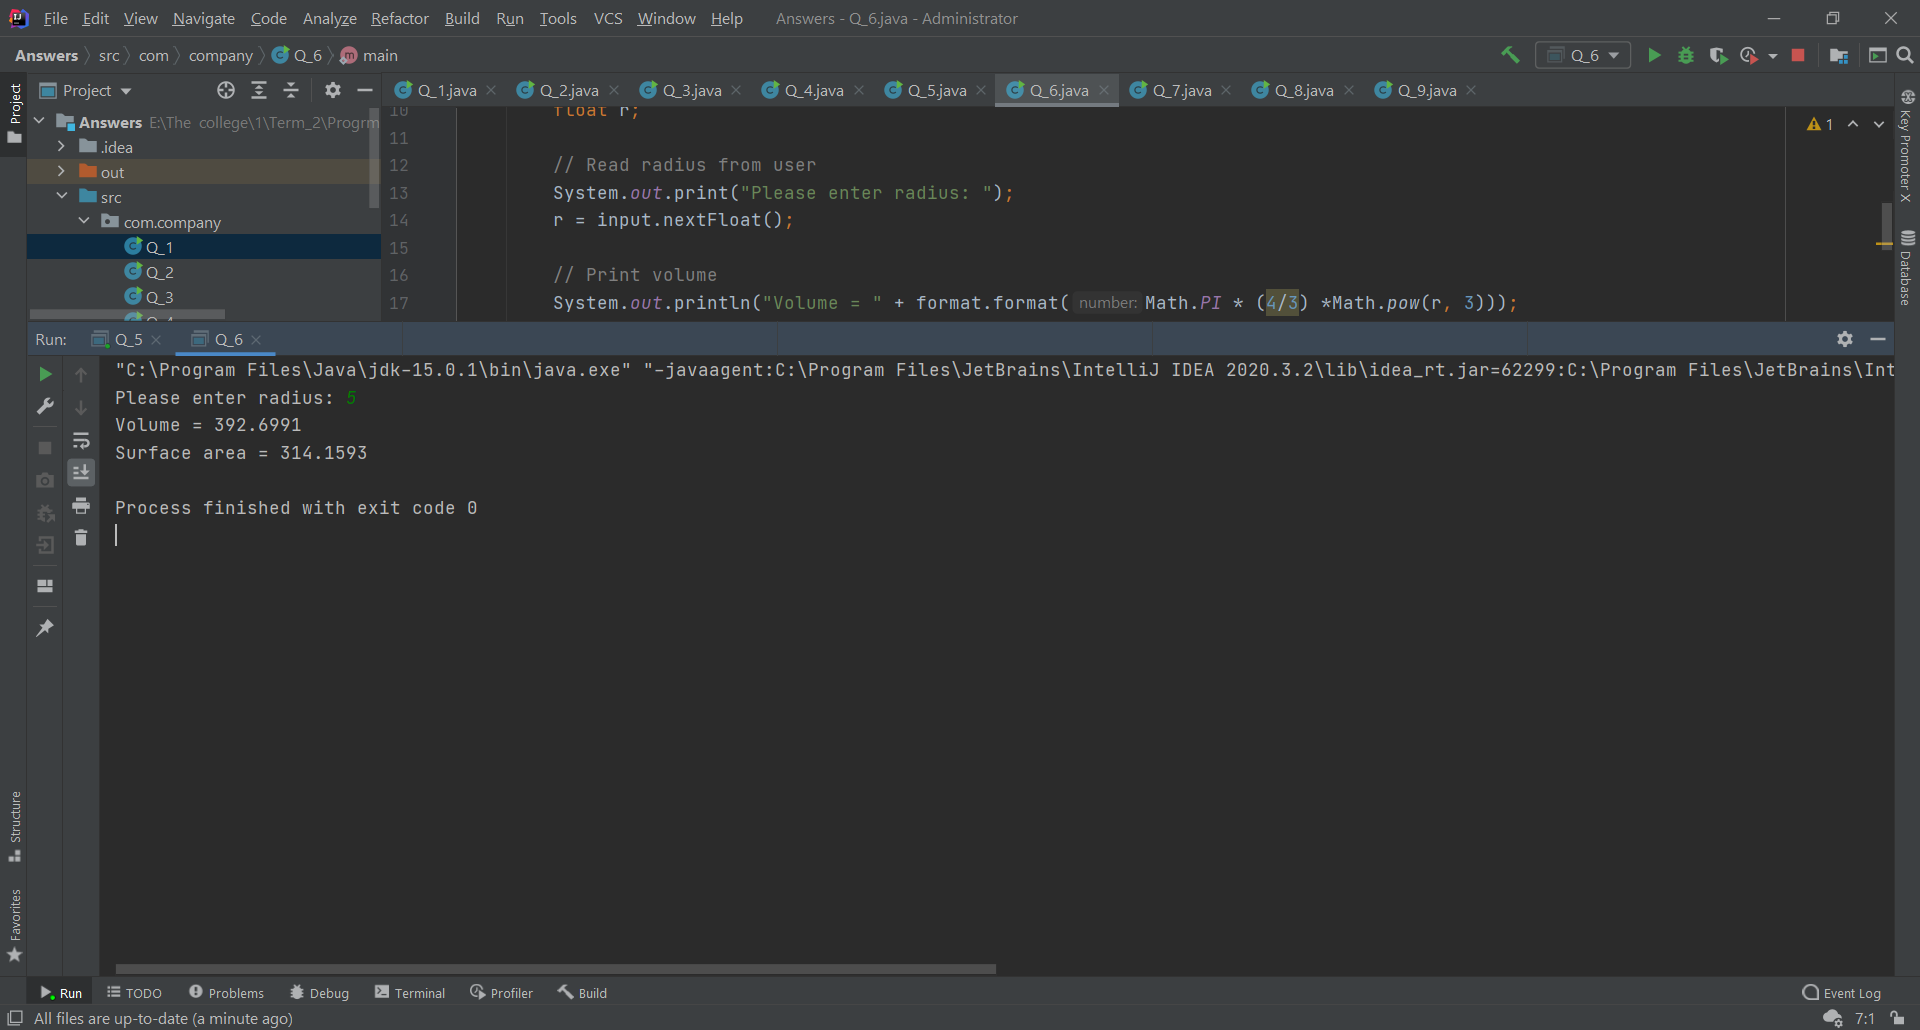 File Edit View Navigate Code Analyze Refactor Build Run Tools VCS Window Help Answers - Q_6.java - Administrator
Answers src com company Q_6 main
Q_6
Project
Q_1.java Q_2.java Q_3.java Q_4.java Q_5.java Q_6.java Q_7.java Q_8.java Q_9.java
Project
Answers E:\The college\1\Term_2\Progrm
.idea
out
src
com.company
Q_1
Q_2
Q_3
10 float r;
11
12 // Read radius from user
13 System.out.print("Please enter radius: ");
14 r = input.nextFloat();
15
16 // Print volume
17 System.out.println("Volume = " + format.format( number: Math.PI * (4/3) *Math.pow(r, 3)));
1
Key Promoter X
Database
Run: Q_5 Q_6
"C:\Program Files\Java\jdk-15.0.1\bin\java.exe" "-javaagent:C:\Program Files\JetBrains\IntelliJ IDEA 2020.3.2\lib\idea_rt.jar=62299:C:\Program Files\JetBrains\Int
Please enter radius: 5
Volume = 392.6991
Surface area = 314.1593
Process finished with exit code 0
Structure
Favorites
Run TODO Problems Debug Terminal Profiler Build Event Log
All files are up-to-date (a minute ago) 7:1